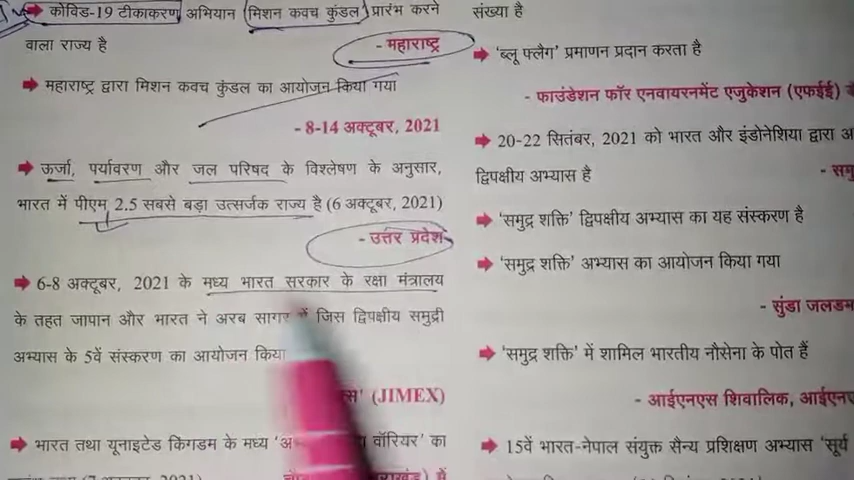 कोविड-19 टीकाकरण अभियान 'मिशन कवच कुंडल' प्रारंभ करने
वाला राज्य है
- महाराष्ट्र
महाराष्ट्र द्वारा मिशन कवच कुंडल का आयोजन किया गया
- 8-14 अक्टूबर, 2021
ऊर्जा, पर्यावरण और जल परिषद के विश्लेषण के अनुसार,
भारत में पीएम 2.5 सबसे बड़ा उत्सर्जक राज्य है (6 अक्टूबर, 2021)
- उत्तर प्रदेश
6-8 अक्टूबर, 2021 के मध्य भारत सरकार के रक्षा मंत्रालय
के तहत जापान और भारत ने अरब सागर में जिस द्विपक्षीय समुद्री
अभ्यास के 5वें संस्करण का आयोजन किया
(JIMEX)
भारत तथा यूनाइटेड किंगडम के मध्य वॉरियर' का
संख्या है
'ब्लू फ्लैग' प्रमाणन प्रदान करता है
- फाउंडेशन फॉर एनवायरनमेंट एजुकेशन (एफईई)
20-22 सितंबर, 2021 को भारत और इंडोनेशिया द्वारा
द्विपक्षीय अभ्यास है
'समुद्र शक्ति' द्विपक्षीय अभ्यास का यह संस्करण है
'समुद्र शक्ति' अभ्यास का आयोजन किया गया
- सुंडा
'समुद्र शक्ति' में शामिल भारतीय नौसेना के पोत हैं
- आईएनएस शिवालिक,
15वें भारत-नेपाल संयुक्त सैन्य प्रशिक्षण अभ्यास 'सूर्य